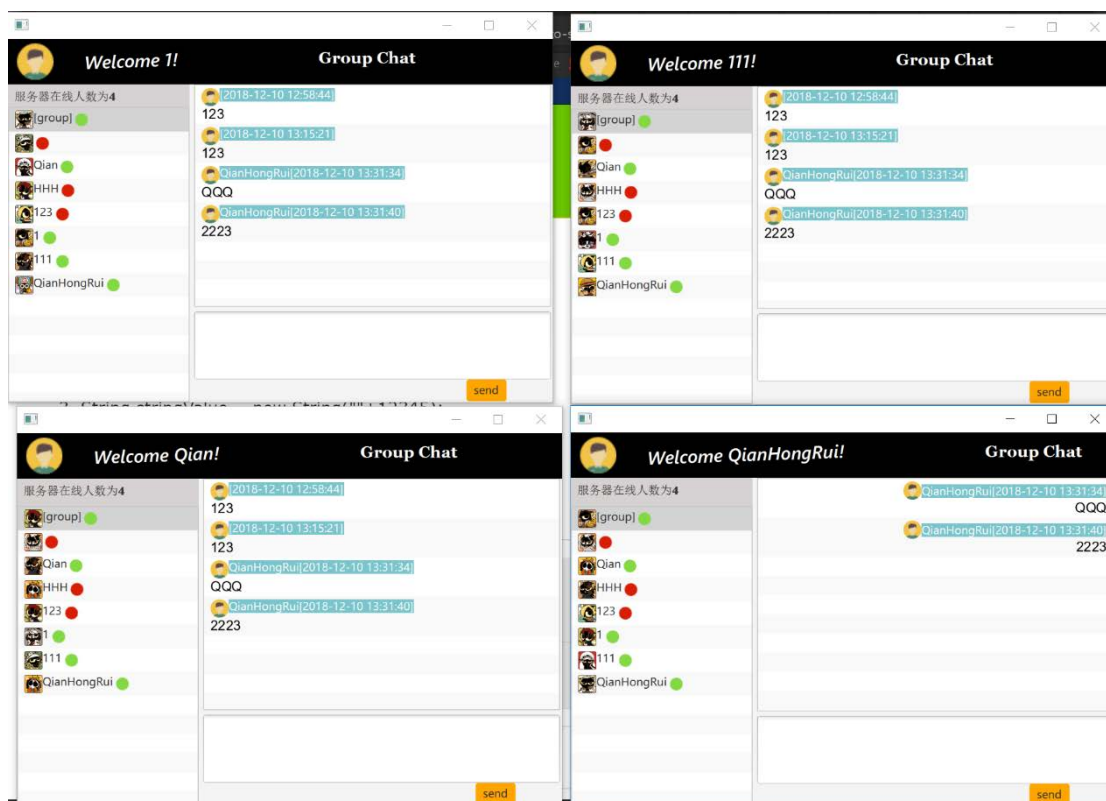 Welcome 1!
Group Chat
服务器在线人数为4
[group]
Qian
HHH
123
1
111
QianHongRui
[2018-12-10 12:58:44]
123
[2018-12-10 13:15:21]
123
QianHongRui[2018-12-10 13:31:34]
QQQ
QianHongRui[2018-12-10 13:31:40]
2223
send
Welcome 111!
Group Chat
服务器在线人数为4
[group]
Qian
HHH
123
1
111
QianHongRui
[2018-12-10 12:58:44]
123
[2018-12-10 13:15:21]
123
QianHongRui[2018-12-10 13:31:34]
QQQ
QianHongRui[2018-12-10 13:31:40]
2223
send
Welcome Qian!
Group Chat
服务器在线人数为4
[group]
Qian
HHH
123
1
111
QianHongRui
[2018-12-10 12:58:44]
123
[2018-12-10 13:15:21]
123
QianHongRui[2018-12-10 13:31:34]
QQQ
QianHongRui[2018-12-10 13:31:40]
2223
send
Welcome QianHongRui!
Group Chat
服务器在线人数为4
[group]
Qian
HHH
123
1
111
QianHongRui
QianHongRui[2018-12-10 13:31:34]
QQQ
QianHongRui[2018-12-10 13:31:40]
2223
send